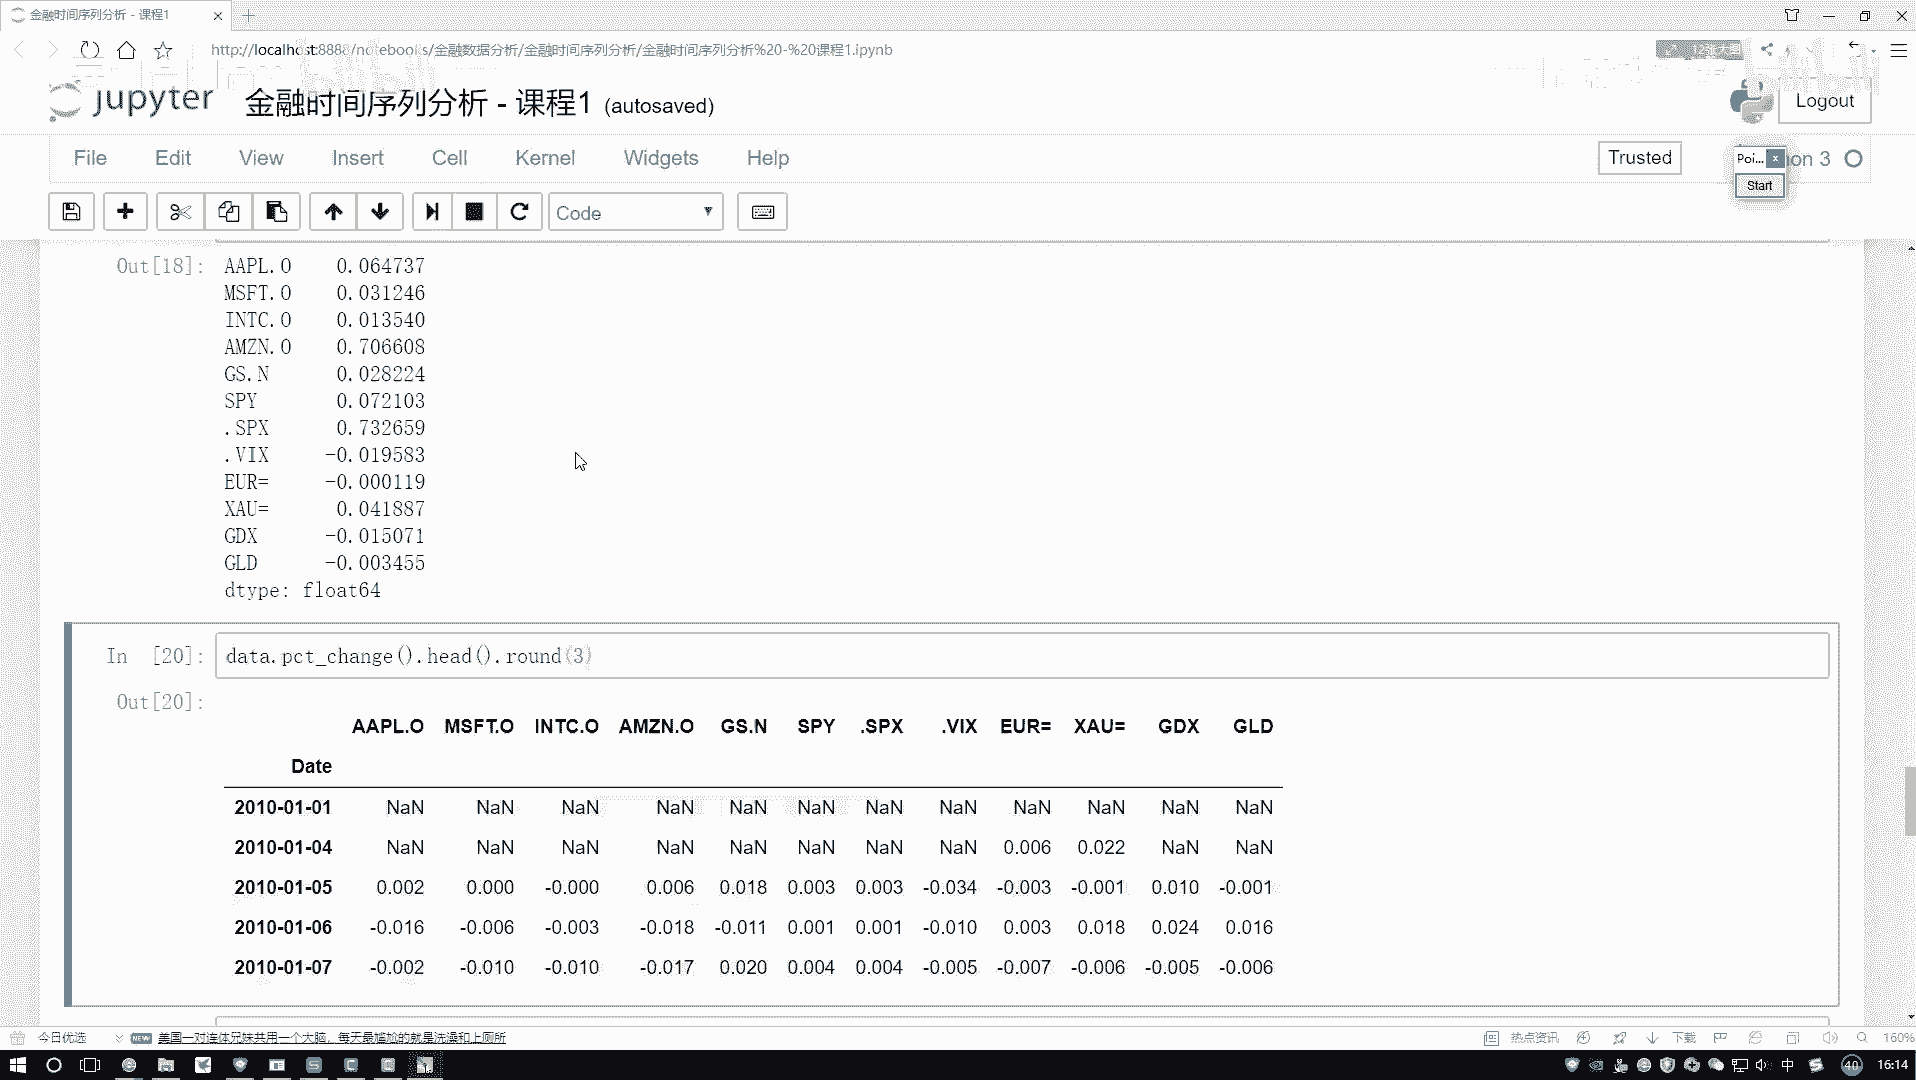 金融时间序列分析 - 课程1
http://localhost:8888/notebooks/金融数据分析/金融时间序列分析/金融时间序列分析%20-%20课程1.ipynb
jupyter 金融时间序列分析 - 课程1 (autosaved) Logout
File Edit View Insert Cell Kernel Widgets Help Trusted
Poi...
Start
Code
Out[18]: AAPL.O 0.064737
MSFT.O 0.031246
INTC.O 0.013540
AMZN.O 0.706608
GS.N 0.028224
SPY 0.072103
.SPX 0.732659
.VIX -0.019583
EUR= -0.000119
XAU= 0.041887
GDX -0.015071
GLD -0.003455
dtype: float64
In [20]: data.pct_change().head().round(3)
Out[20]:
AAPL.O MSFT.O INTC.O AMZN.O GS.N SPY .SPX .VIX EUR= XAU= GDX GLD
Date
2010-01-01 NaN NaN NaN NaN NaN NaN NaN NaN NaN NaN NaN NaN
2010-01-04 NaN NaN NaN NaN NaN NaN NaN NaN 0.006 0.022 NaN NaN
2010-01-05 0.002 0.000 -0.000 0.006 0.018 0.003 0.003 -0.034 -0.003 -0.001 0.010 -0.001
2010-01-06 -0.016 -0.006 -0.003 -0.018 -0.011 0.001 0.001 -0.010 0.003 0.018 0.024 0.016
2010-01-07 -0.002 -0.010 -0.010 -0.017 0.020 0.004 0.004 -0.005 -0.007 -0.006 -0.005 -0.006
今日优选 NEW 美国一对连体兄妹共用一个大脑，每天最尴尬的就是洗澡和上厕所 热点资讯 下载 160%
中 40 16:14